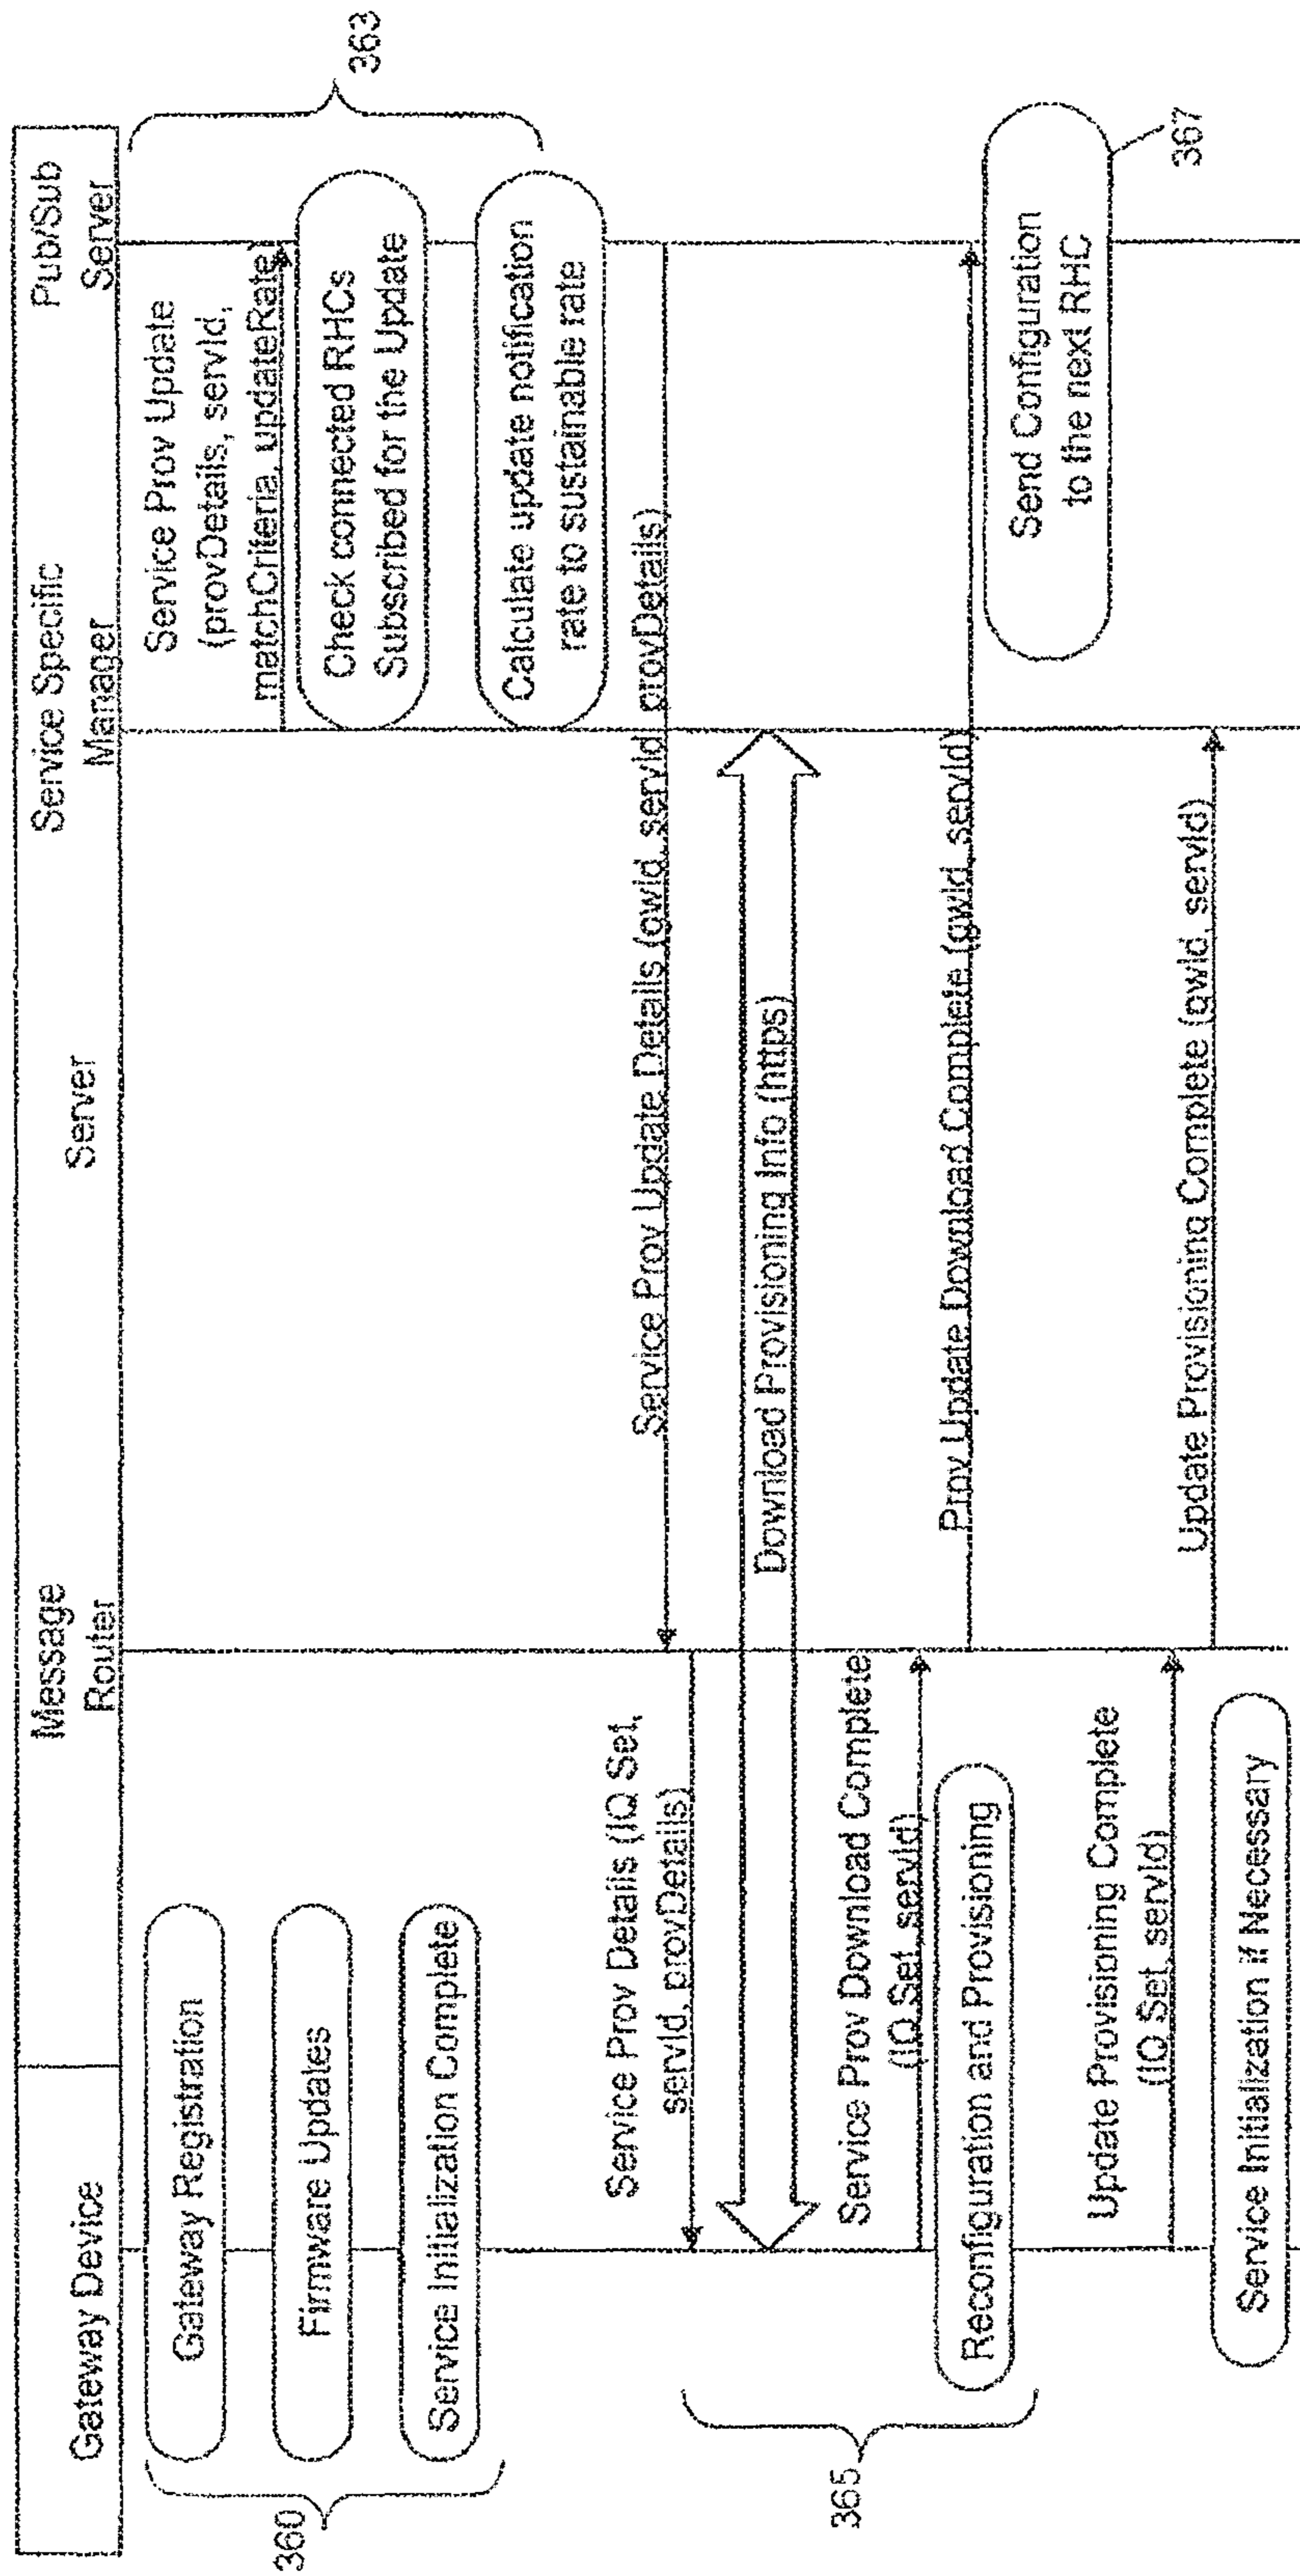 Gateway Device
Message
Router
Server
Service Specific
Manager
Pub/Sub
Server
Gateway Registration
Firmware Updates
Service Initialization Complete
360
Service Prov Update
(provDetails, servId,
matchCriteria, updateRate)
Check connected RHCs
Subscribed for the Update
Calculate update notification
rate to sustainable rate
363
Service Prov Update Details (gwId, servId, provDetails)
Service Prov Details (IQ Set,
servId, provDetails)
Download Provisioning Info (https)
Service Prov Download Complete
(IQ Set, servId)
Prov Update Download Complete (gwId, servId)
Reconfiguration and Provisioning
365
Send Configuration
to the next RHC
367
Update Provisioning Complete
(IQ Set, servId)
Update Provisioning Complete (gwId, servId)
Service Initialization if Necessary